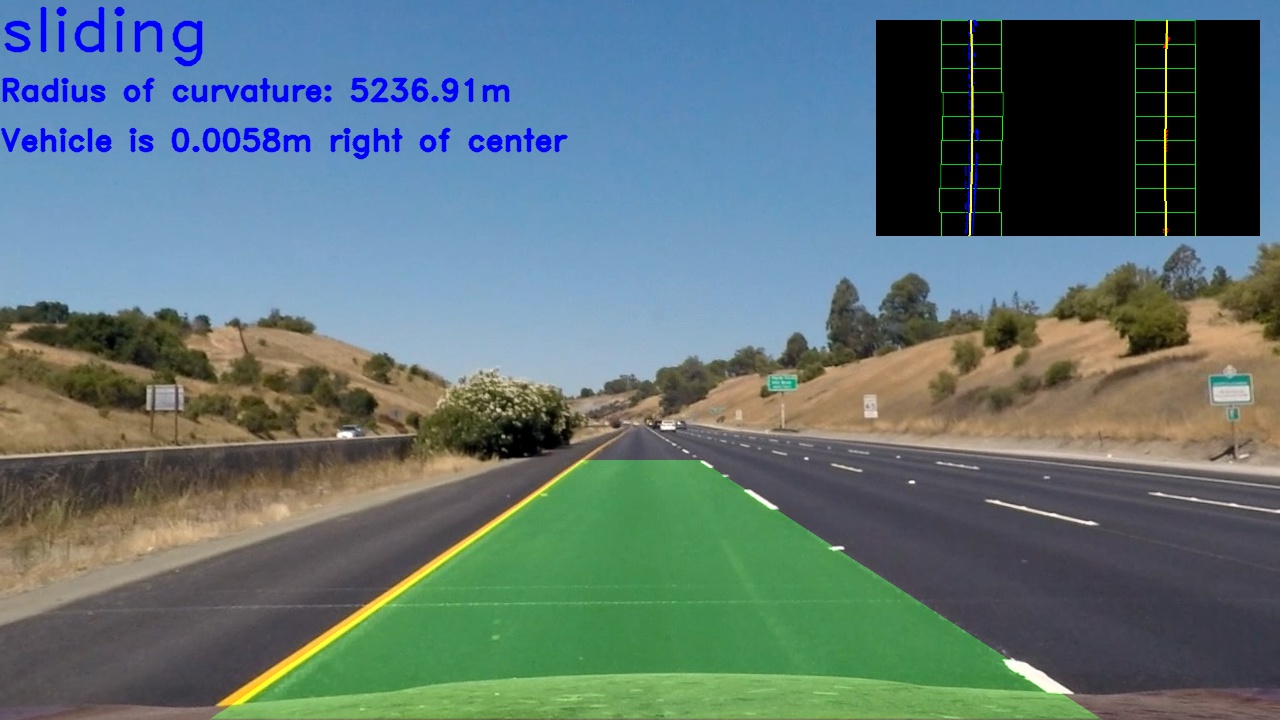 sliding
Radius of curvature: 5236.91m
Vehicle is 0.0058m right of center